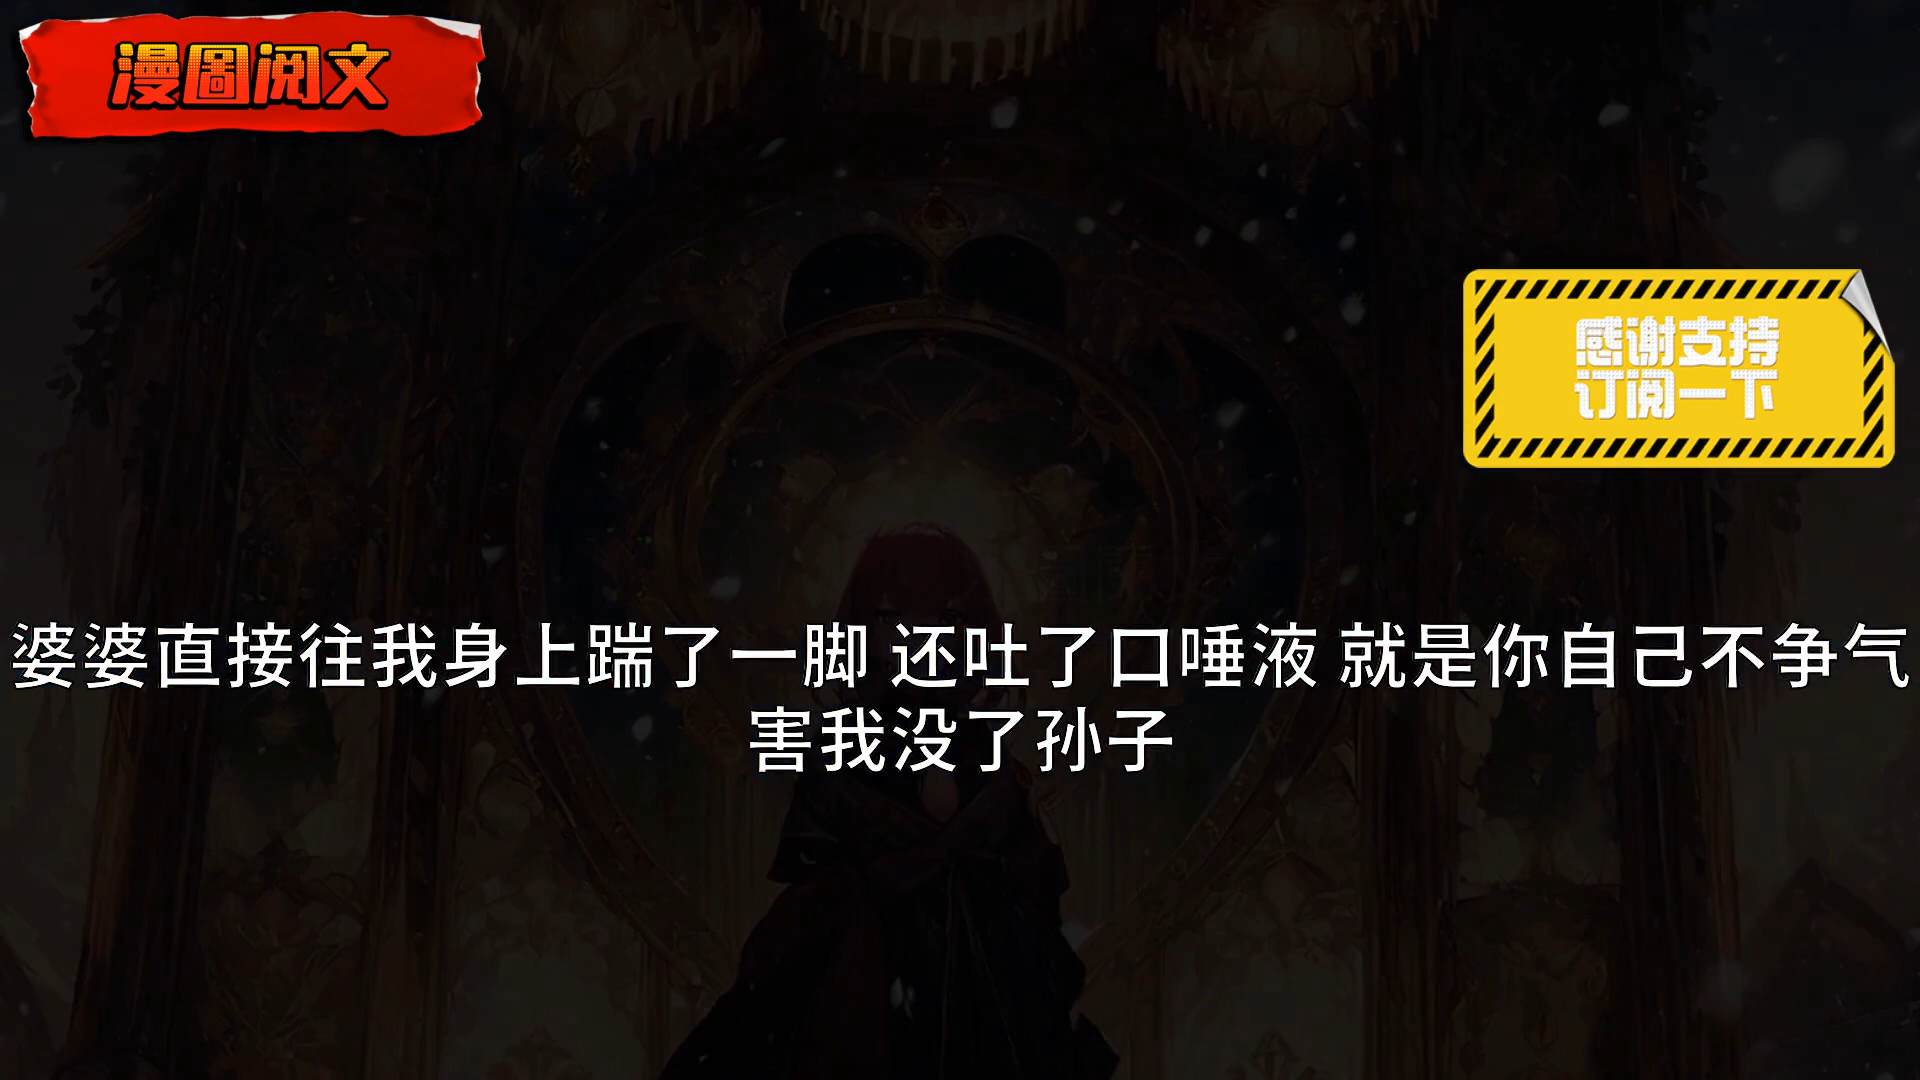 漫圖阅文
感谢支持
订阅一下
婆婆直接往我身上踹了一脚 还吐了口唾液 就是你自己不争气
害我没了孙子